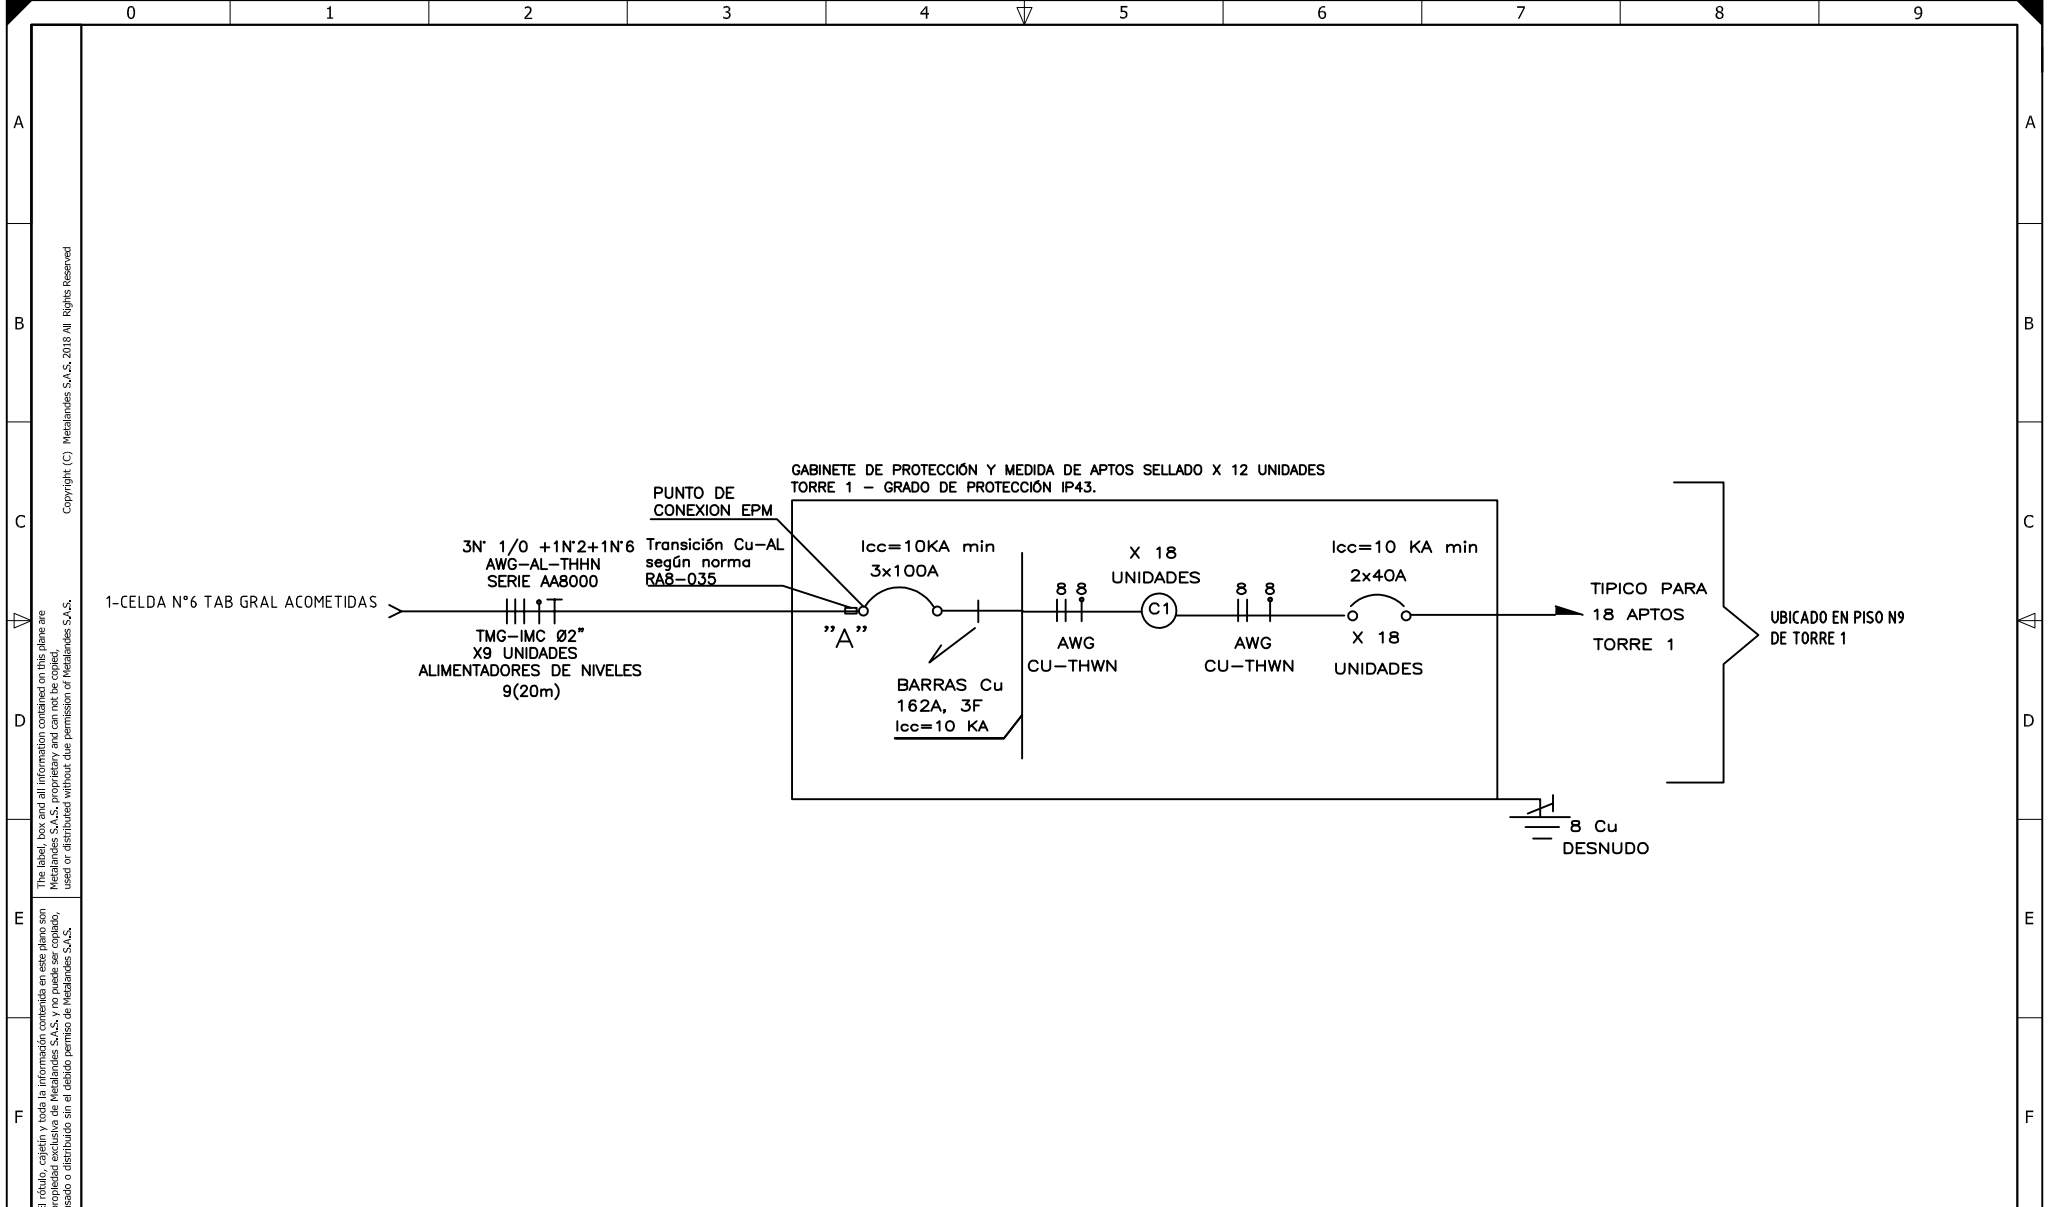 0 1 2 3 4 5 6 7 8 9
A A
B B
C C
D D
E E
F F
Copyright (C) Metalandes S.A.S. 2018 All Rights Reserved
The label, box and all information contained on this plane are
Metalandes S.A.S. proprietary and can not be copied,
used or distributed without due permission of Metalandes S.A.S.
El rótulo, cajetín y toda la información contenida en este plano son
propiedad exclusiva de Metalandes S.A.S. y no puede ser copiado,
usado o distribuido sin el debido permiso de Metalandes S.A.S.
1-CELDA N°6 TAB GRAL ACOMETIDAS
3N° 1/0 +1N°2+1N°6
AWG-AL-THHN
SERIE AA8000
TMG-IMC Ø2"
X9 UNIDADES
ALIMENTADORES DE NIVELES
9(20m)
PUNTO DE
CONEXION EPM
Transición Cu-AL
según norma
RA8-035
GABINETE DE PROTECCIÓN Y MEDIDA DE APTOS SELLADO X 12 UNIDADES
TORRE 1 - GRADO DE PROTECCIÓN IP43.
Icc=10KA min
3x100A
"A"
BARRAS Cu
162A, 3F
Icc=10 KA
8 8
AWG
CU-THWN
X 18
UNIDADES
C1
8 8
AWG
CU-THWN
Icc=10 KA min
2x40A
X 18
UNIDADES
TIPICO PARA
18 APTOS
TORRE 1
UBICADO EN PISO N9
DE TORRE 1
8 Cu
DESNUDO